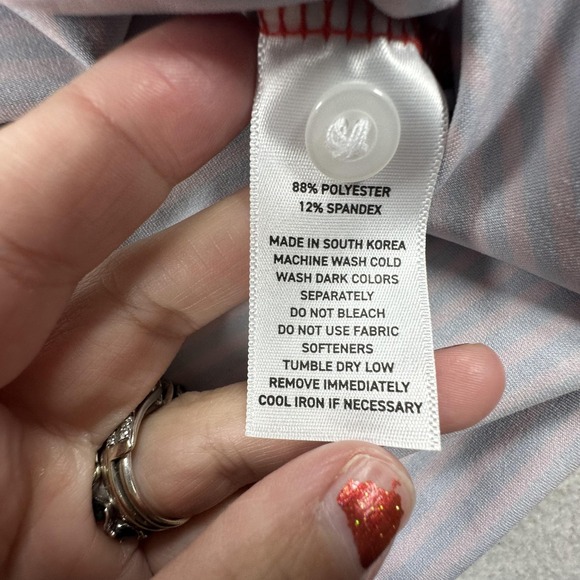 88% POLYESTER
12% SPANDEX
MADE IN SOUTH KOREA
MACHINE WASH COLD
WASH DARK COLORS
SEPARATELY
DO NOT BLEACH
DO NOT USE FABRIC
SOFTENERS
TUMBLE DRY LOW
REMOVE IMMEDIATELY
COOL IRON IF NECESSARY